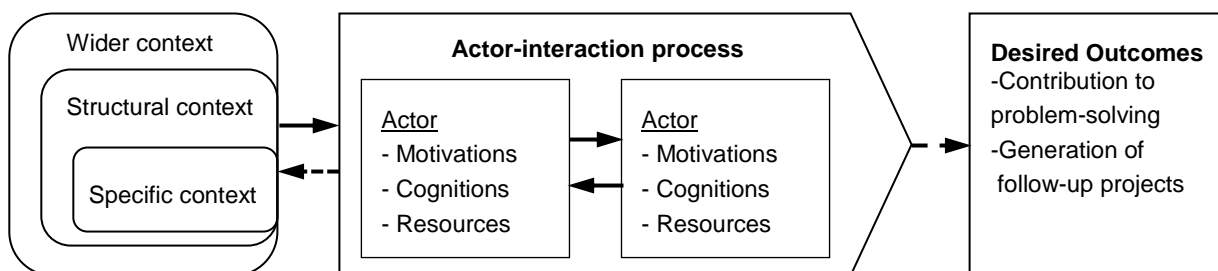 Wider context
Structural context
Specific context
Actor-interaction process
Actor
- Motivations
- Cognitions
- Resources
Actor
- Motivations
- Cognitions
- Resources
Desired Outcomes
-Contribution to
problem-solving
-Generation of
follow-up projects